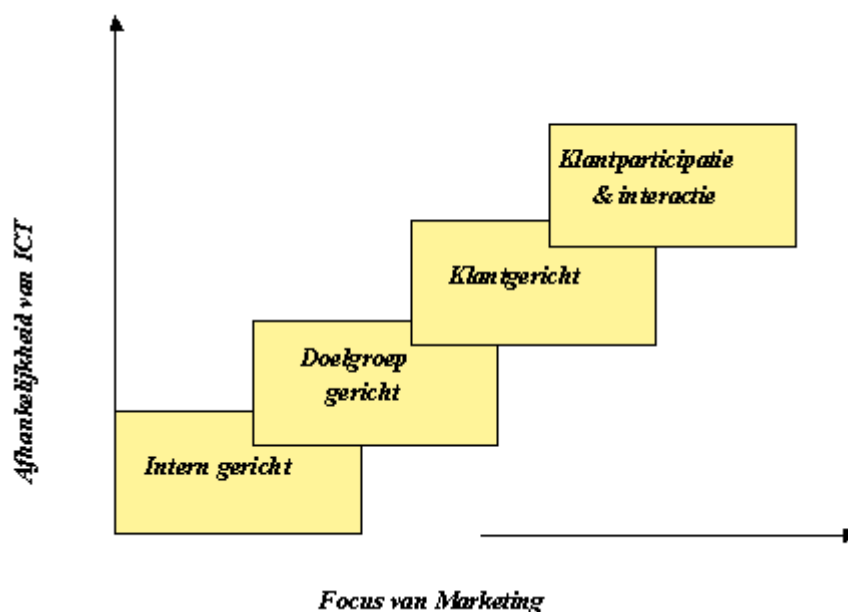 Klantparticipatie
& interactie
Klantgericht
Doelgroep
gericht
Intern gericht
Afhankelijkheid van ICT
Focus van Marketing